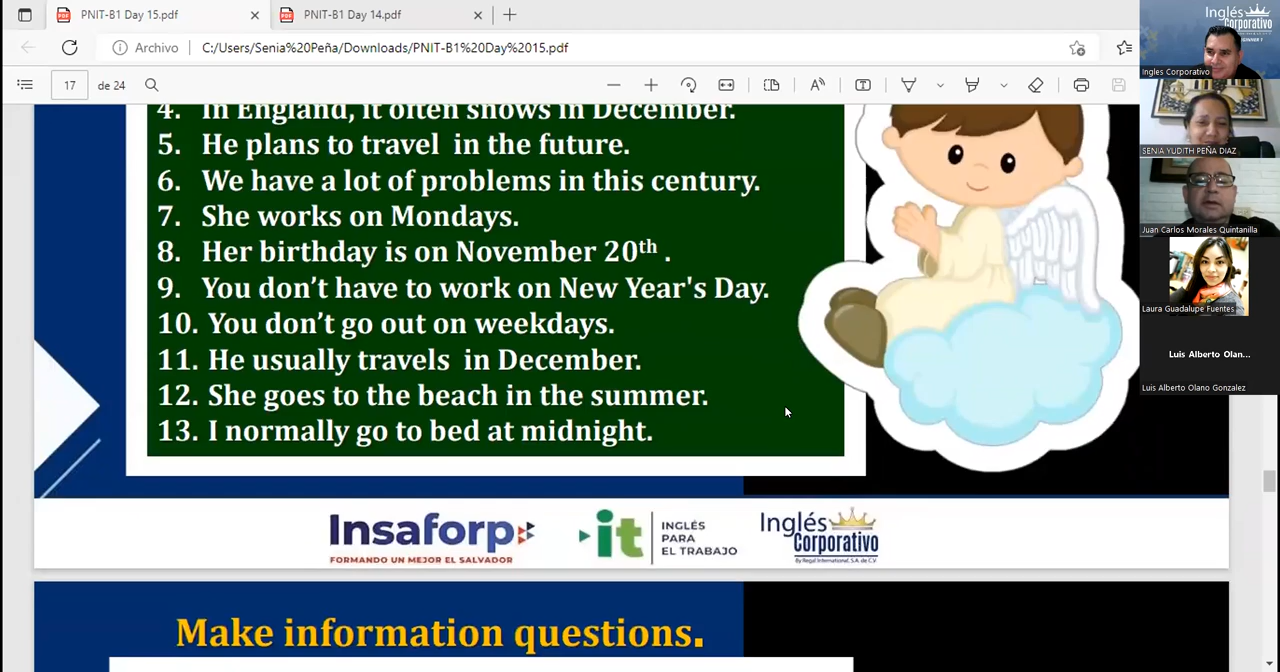 PNIT-B1 Day 15.pdf
PNIT-B1 Day 14.pdf
Archivo
C:/Users/Senia%20Peña/Downloads/PNIT-B1%20Day%2015.pdf
17 de 24
4. In England, it often snows in December.
5. He plans to travel in the future.
6. We have a lot of problems in this century.
7. She works on Mondays.
8. Her birthday is on November 20th .
9. You don't have to work on New Year's Day.
10. You don't go out on weekdays.
11. He usually travels in December.
12. She goes to the beach in the summer.
13. I normally go to bed at midnight.
Insaforp
FORMANDO UN MEJOR EL SALVADOR
it
INGLÉS
PARA
EL TRABAJO
Inglés
Corporativo
By Regal International, S.A. de C.V
Make information questions.
Inglés
Corporativo
Ingles Corporativo
SENIA YUDITH PEÑA DIAZ
Juan Carlos Morales Quintanilla
Laura Guadalupe Fuentes
Luis Alberto Olan...
Luis Alberto Olano Gonzalez